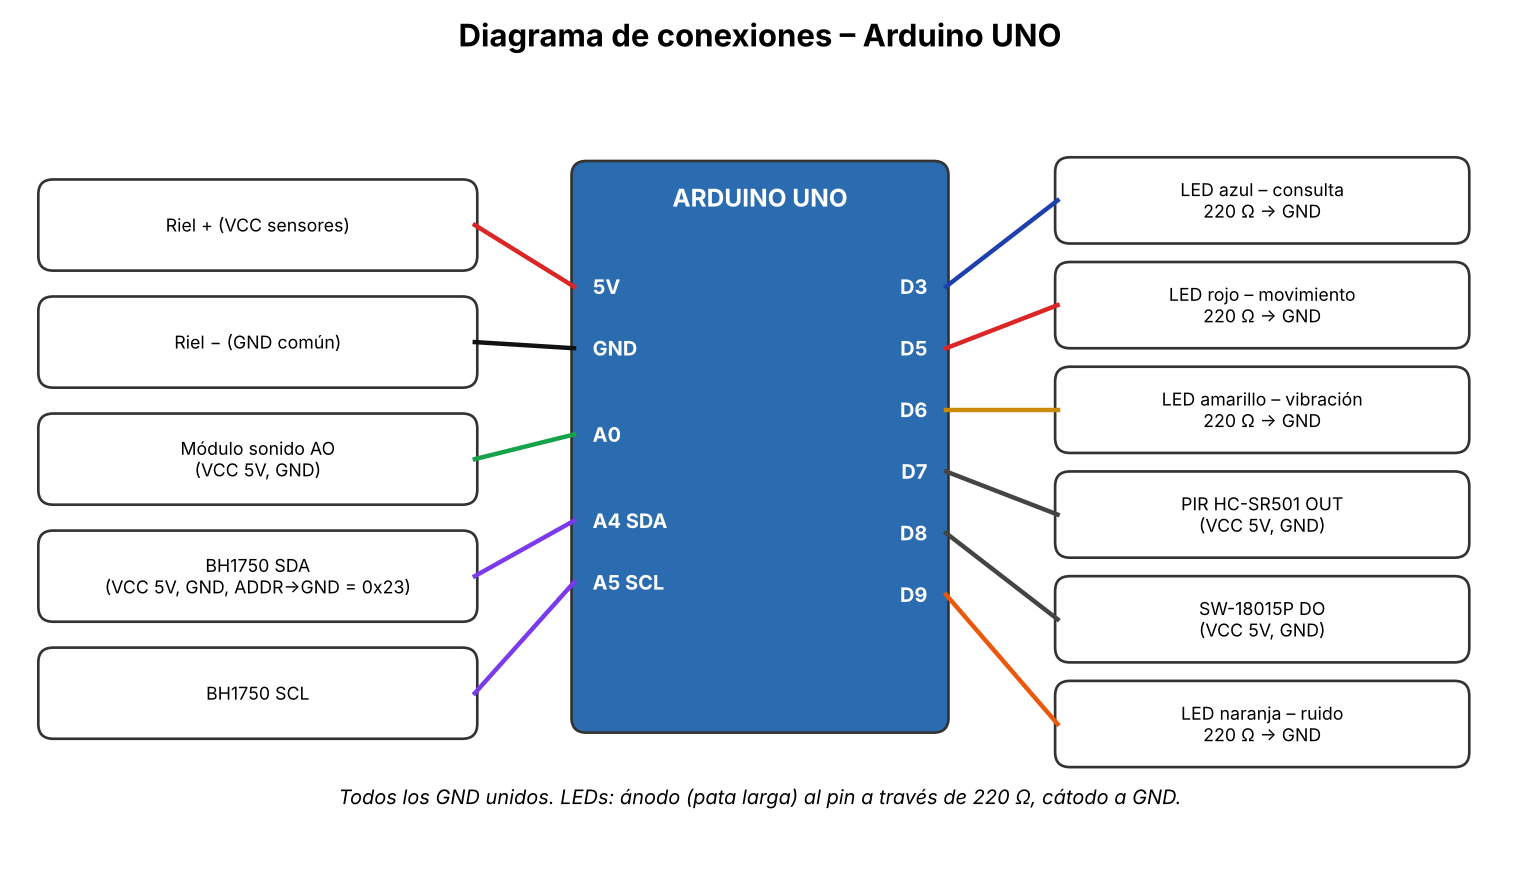 Diagrama de conexiones – Arduino UNO
Riel + (VCC sensores)
Riel − (GND común)
Módulo sonido AO
(VCC 5V, GND)
BH1750 SDA
(VCC 5V, GND, ADDR→GND = 0x23)
BH1750 SCL
ARDUINO UNO
5V
GND
A0
A4 SDA
A5 SCL
D3
D5
D6
D7
D8
D9
LED azul – consulta
220 Ω → GND
LED rojo – movimiento
220 Ω → GND
LED amarillo – vibración
220 Ω → GND
PIR HC-SR501 OUT
(VCC 5V, GND)
SW-18015P DO
(VCC 5V, GND)
LED naranja – ruido
220 Ω → GND
Todos los GND unidos. LEDs: ánodo (pata larga) al pin a través de 220 Ω, cátodo a GND.